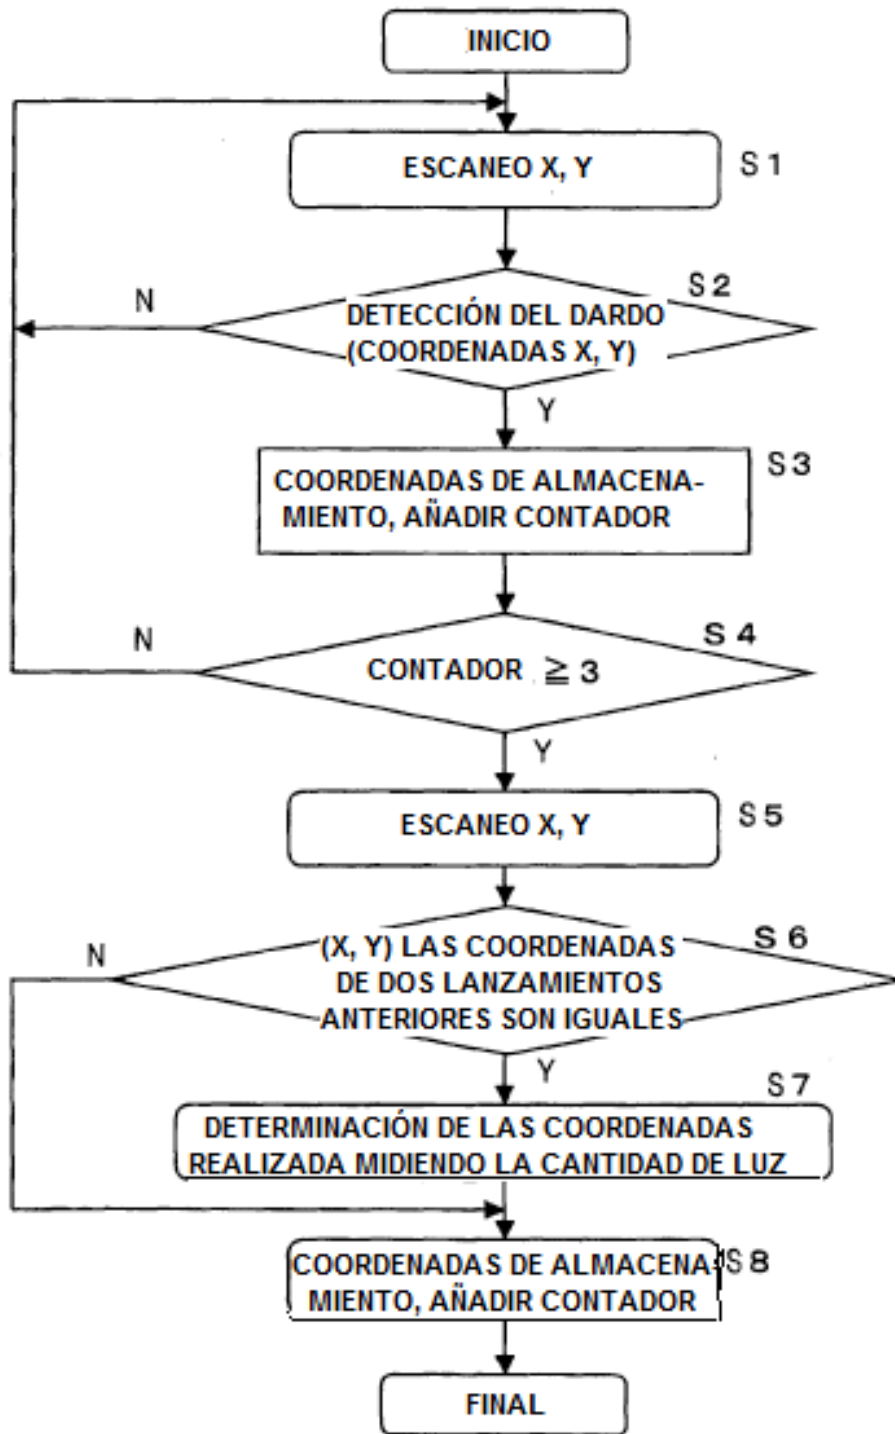 INICIO
ESCANEO X, Y
S1
S2
N
DETECCIÓN DEL DARDO
(COORDENADAS X, Y)
Y
S3
COORDENADAS DE ALMACENA-
MIENTO, AÑADIR CONTADOR
N
S4
CONTADOR ≧ 3
Y
ESCANEO X, Y
S5
N
S6
(X, Y) LAS COORDENADAS
DE DOS LANZAMIENTOS
ANTERIORES SON IGUALES
Y
S7
DETERMINACIÓN DE LAS COORDENADAS
REALIZADA MIDIENDO LA CANTIDAD DE LUZ
COORDENADAS DE ALMACENA-
S8
MIENTO, AÑADIR CONTADOR
FINAL